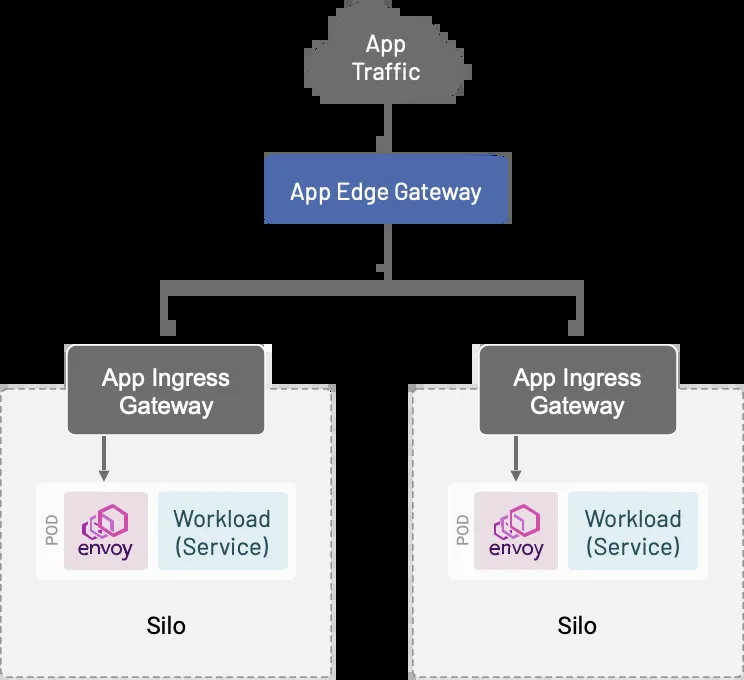 App
Traffic
App Edge Gateway
App Ingress
Gateway
App Ingress
Gateway
POD
envoy
Workload
(Service)
POD
envoy
Workload
(Service)
Silo
Silo